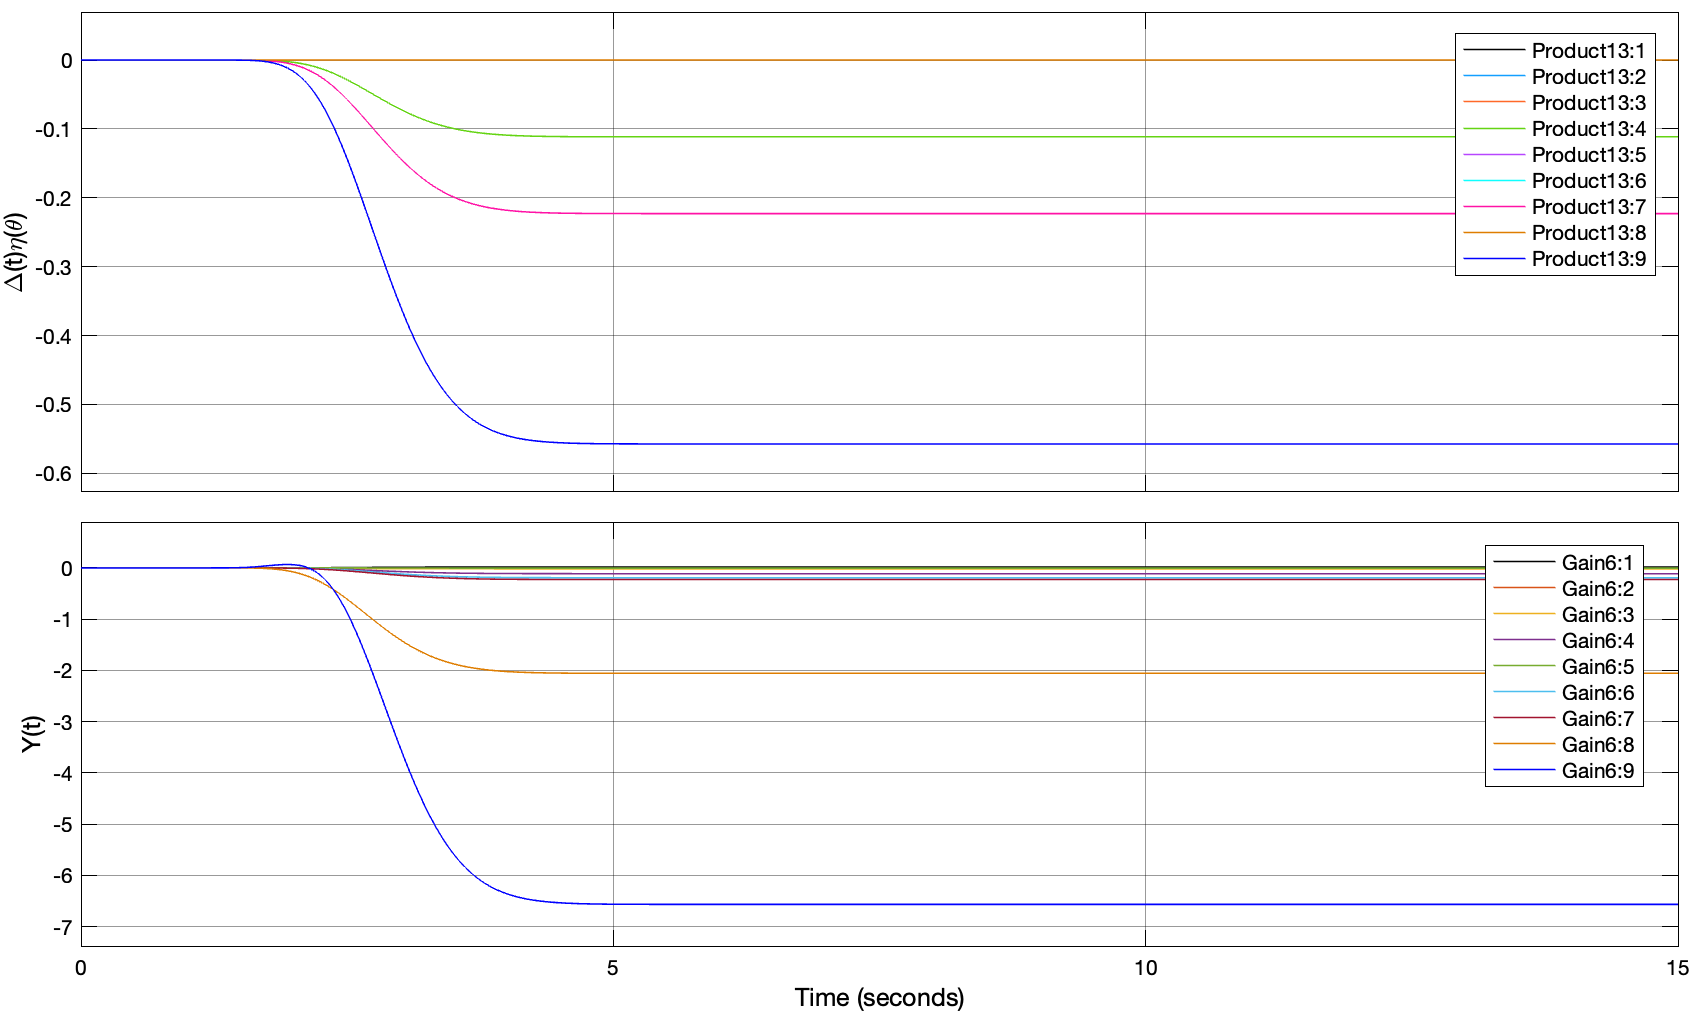 0
-0.1
-0.2
-0.3
-0.4
-0.5
-0.6
Δ(t)η(θ)
Product13:1
Product13:2
Product13:3
Product13:4
Product13:5
Product13:6
Product13:7
Product13:8
Product13:9
0
-1
-2
-3
-4
-5
-6
-7
Y(t)
Gain6:1
Gain6:2
Gain6:3
Gain6:4
Gain6:5
Gain6:6
Gain6:7
Gain6:8
Gain6:9
0 5 10 15
Time (seconds)